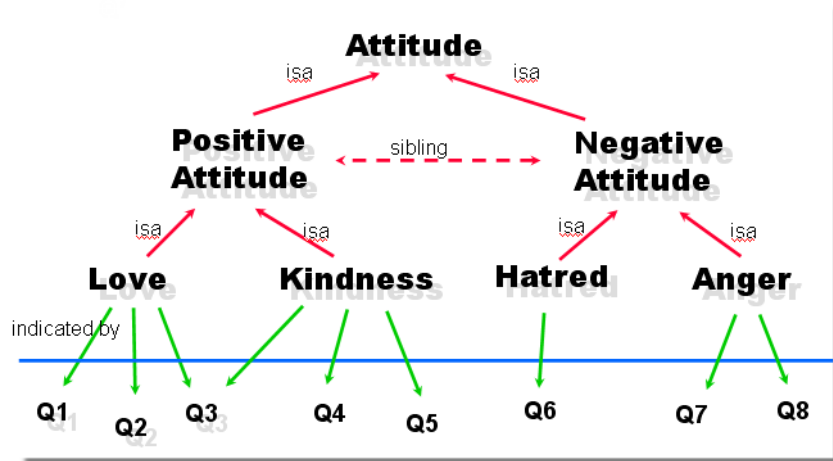 Attitude
isa
isa
Positive
Attitude
sibling
Negative
Attitude
isa
isa
isa
isa
Love
Kindness
Hatred
Anger
indicated by
Q1
Q2
Q3
Q4
Q5
Q6
Q7
Q8